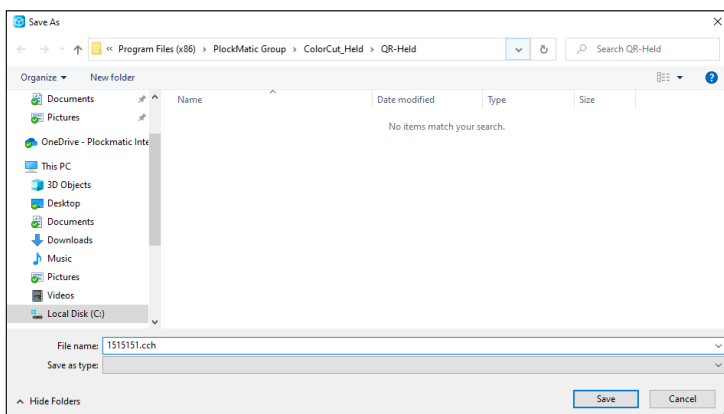 Save As
« Program Files (x86) > PlockMatic Group > ColorCut_Held > QR-Held
Search QR-Held
Organize
New folder
Documents
Pictures
OneDrive - Plockmatic Inte
This PC
3D Objects
Desktop
Documents
Downloads
Music
Pictures
Videos
Local Disk (C:)
Name
Date modified
Type
Size
No items match your search.
File name: 1515151.cch
Save as type:
Hide Folders
Save
Cancel